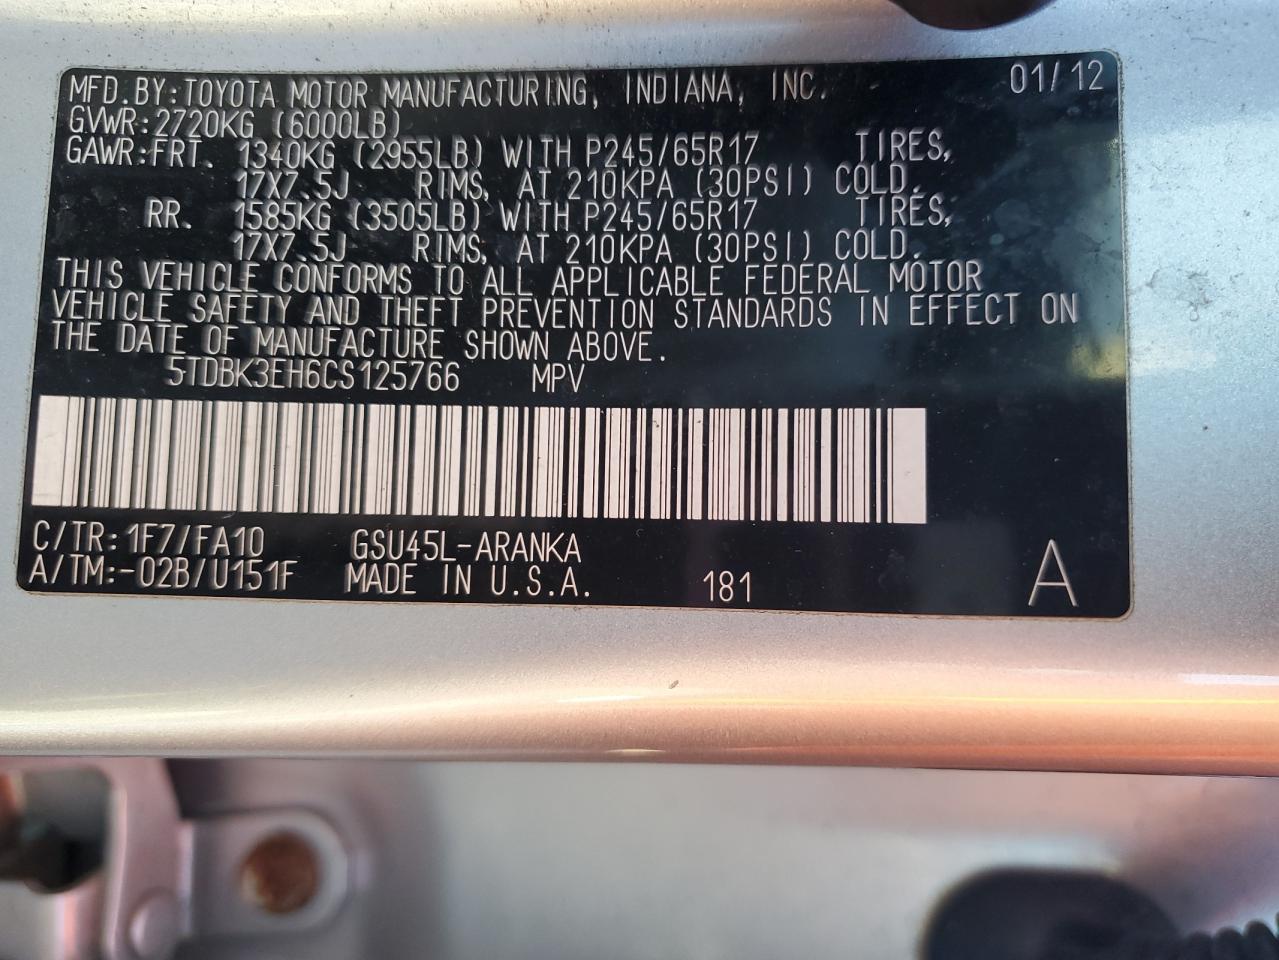 MFD.BY:TOYOTA MOTOR MANUFACTURING, INDIANA, INC. 01/12
GVWR:2720KG (6000LB)
GAWR:FRT. 1340KG (2955LB) WITH P245/65R17 TIRES,
17X7.5J RIMS, AT 210KPA (30PSI) COLD.
RR. 1585KG (3505LB) WITH P245/65R17 TIRES,
17X7.5J RIMS, AT 210KPA (30PSI) COLD.
THIS VEHICLE CONFORMS TO ALL APPLICABLE FEDERAL MOTOR
VEHICLE SAFETY AND THEFT PREVENTION STANDARDS IN EFFECT ON
THE DATE OF MANUFACTURE SHOWN ABOVE.
5TDBK3EH6CS125766 MPV
C/TR:1F7/FA10 GSU45L-ARANKA
A/TM:-02B/U151F MADE IN U.S.A. 181 A